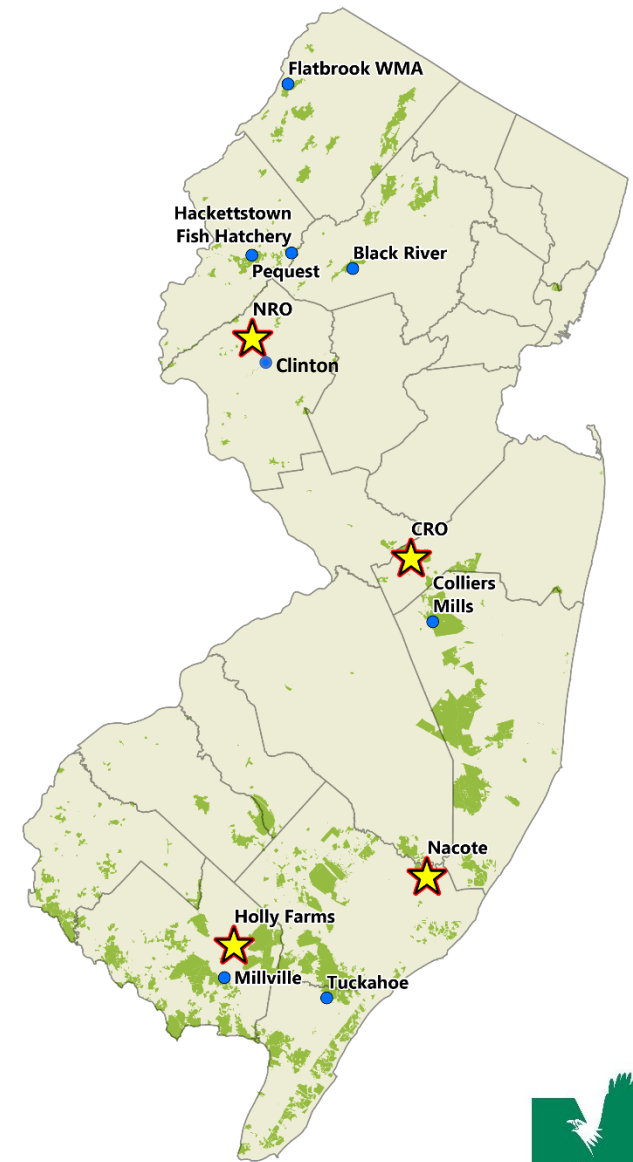 Flatbrook WMA
Hackettstown
Fish Hatchery
Black River
Pequest
NRO
Clinton
CRO
Colliers
Mills
Nacote
Holly Farms
Millville
Tuckahoe